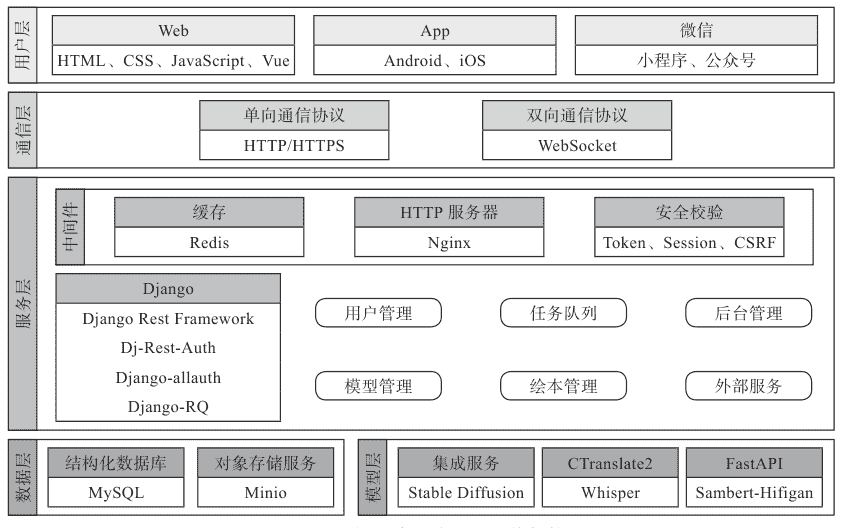 用户层
Web
HTML、CSS、JavaScript、Vue
App
Android、iOS
微信
小程序、公众号
通信层
单向通信协议
HTTP/HTTPS
双向通信协议
WebSocket
服务层
中间件
缓存
Redis
HTTP 服务器
Nginx
安全校验
Token、Session、CSRF
Django
Django Rest Framework
Dj-Rest-Auth
Django-allauth
Django-RQ
用户管理
任务队列
后台管理
模型管理
绘本管理
外部服务
数据层
结构化数据库
MySQL
对象存储服务
Minio
模型层
集成服务
Stable Diffusion
CTranslate2
Whisper
FastAPI
Sambert-Hifigan